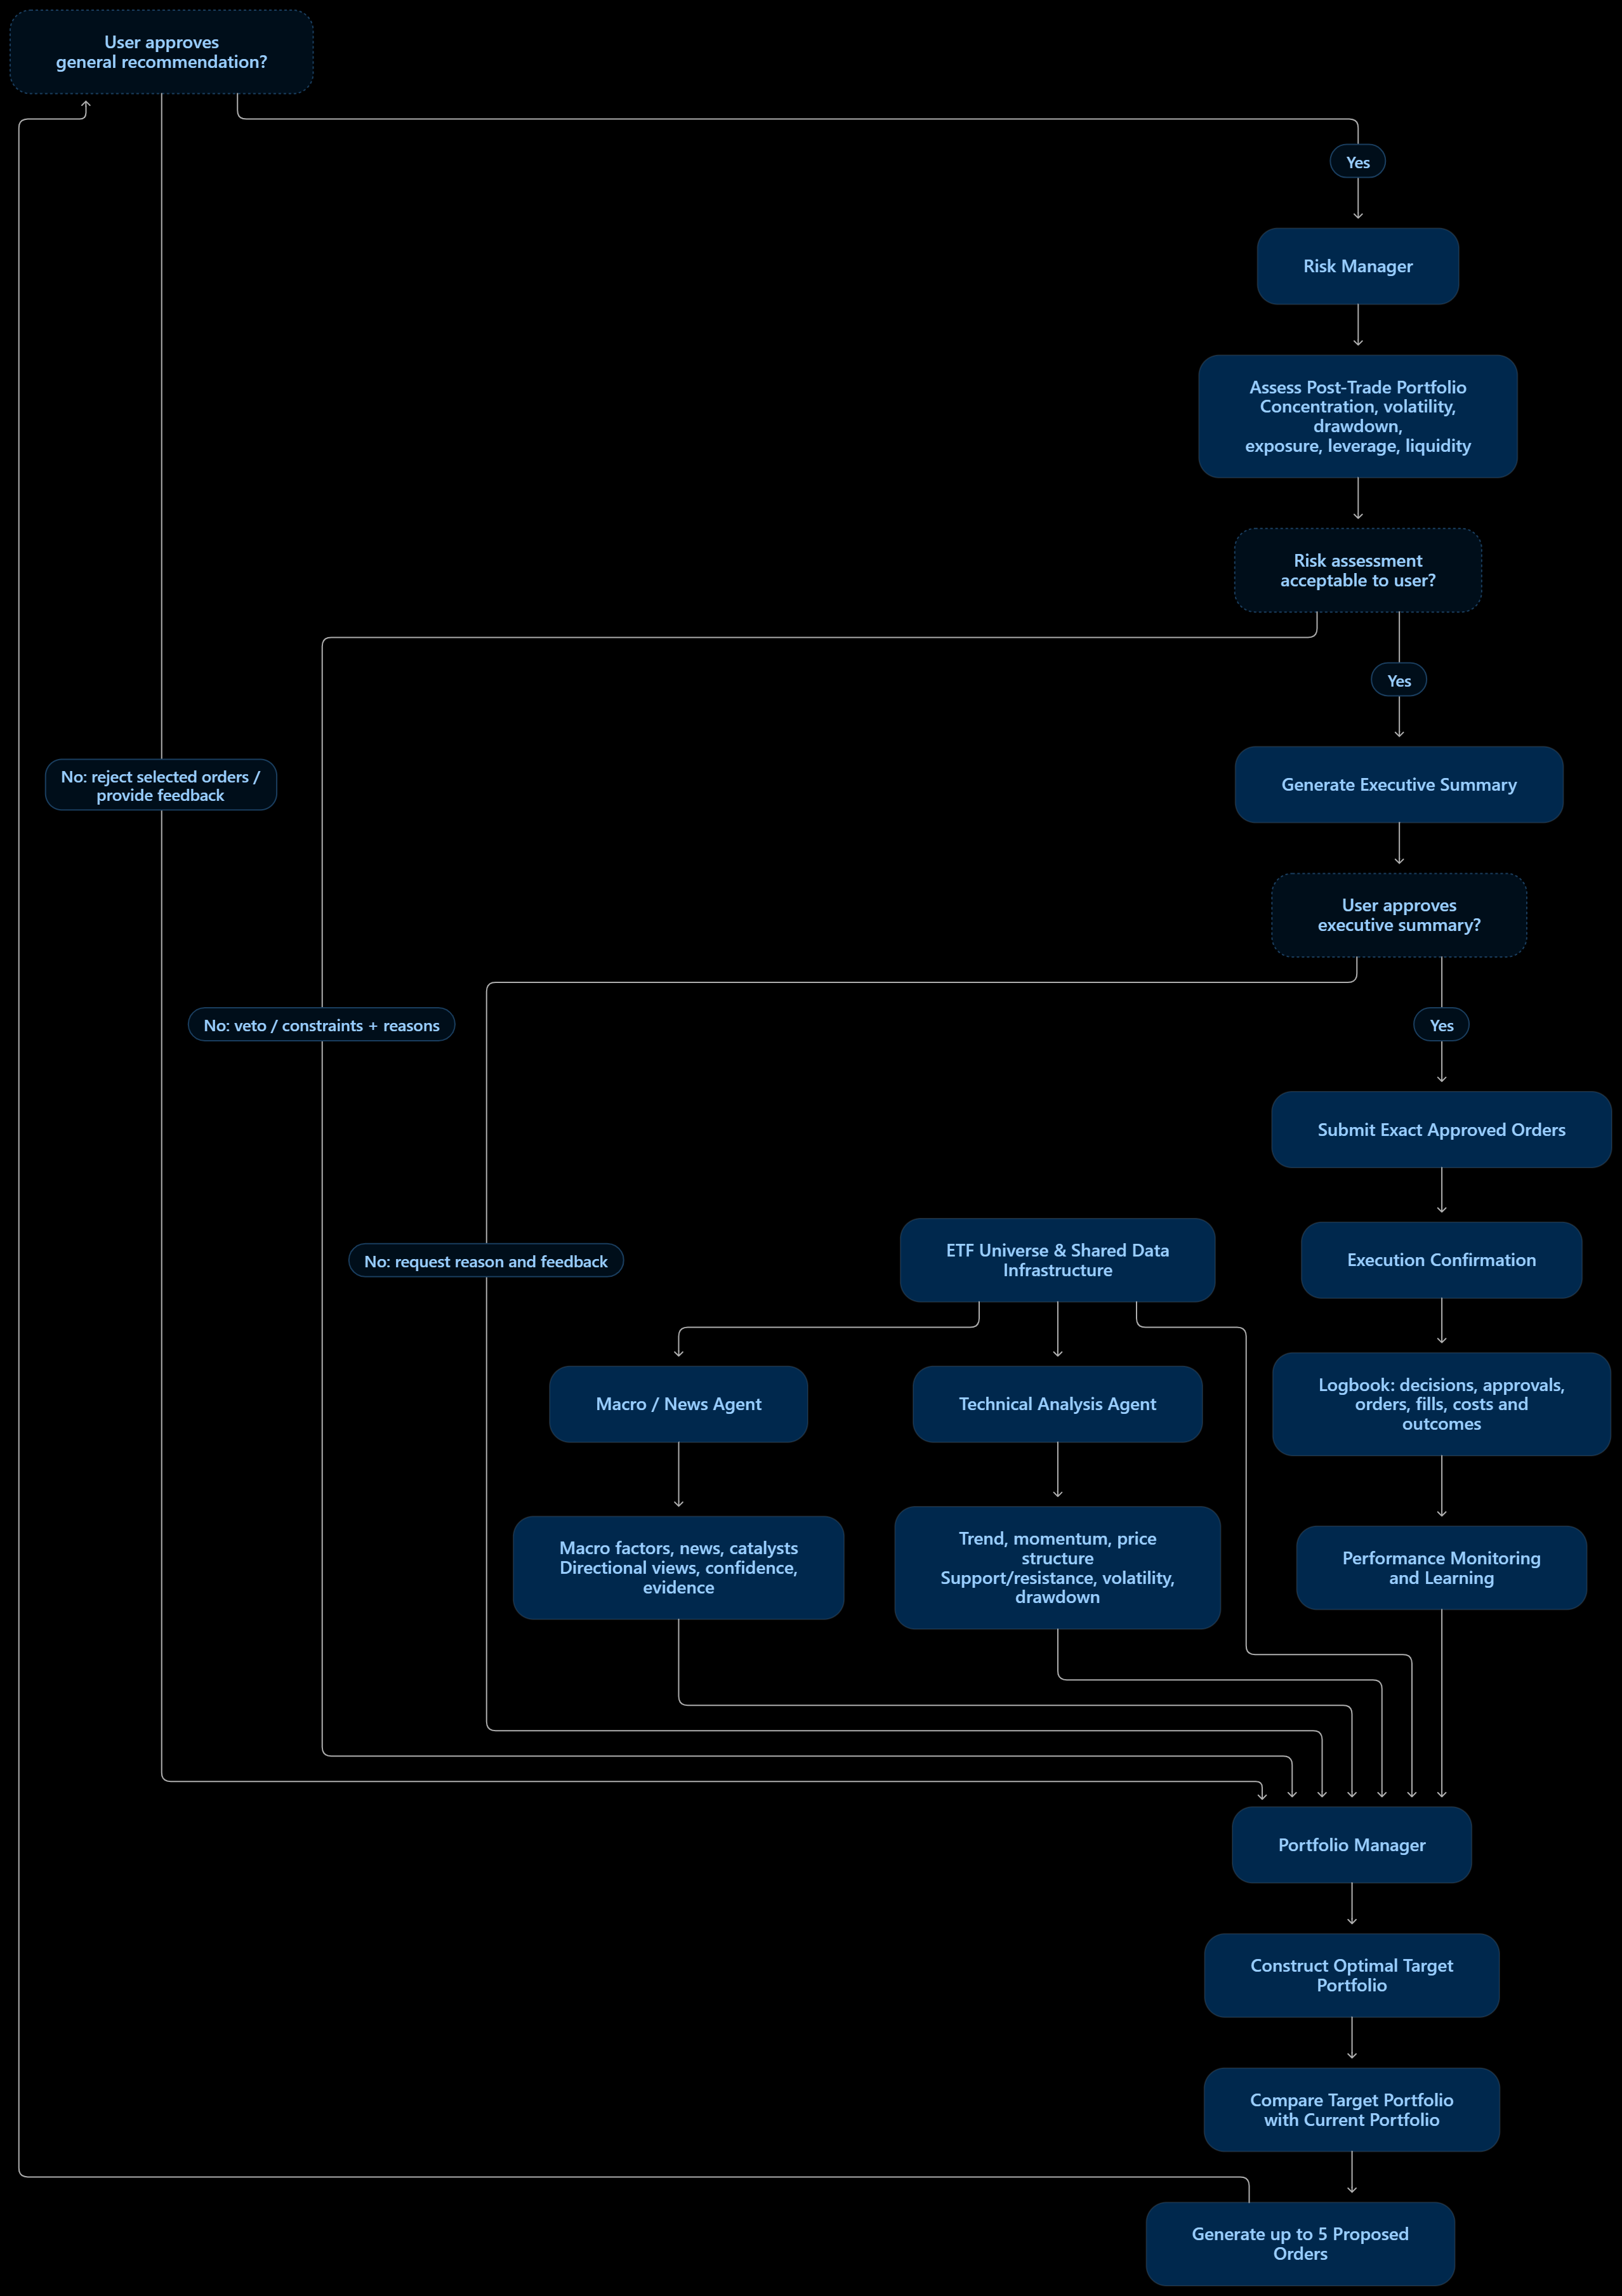 User approves
general recommendation?
Yes
Risk Manager
Assess Post-Trade Portfolio
Concentration, volatility,
drawdown,
exposure, leverage, liquidity
Risk assessment
acceptable to user?
Yes
No: reject selected orders /
provide feedback
Generate Executive Summary
User approves
executive summary?
No: veto / constraints + reasons
Yes
Submit Exact Approved Orders
No: request reason and feedback
ETF Universe & Shared Data
Infrastructure
Execution Confirmation
Macro / News Agent
Technical Analysis Agent
Logbook: decisions, approvals,
orders, fills, costs and
outcomes
Macro factors, news, catalysts
Directional views, confidence,
evidence
Trend, momentum, price
structure
Support/resistance, volatility,
drawdown
Performance Monitoring
and Learning
Portfolio Manager
Construct Optimal Target
Portfolio
Compare Target Portfolio
with Current Portfolio
Generate up to 5 Proposed
Orders